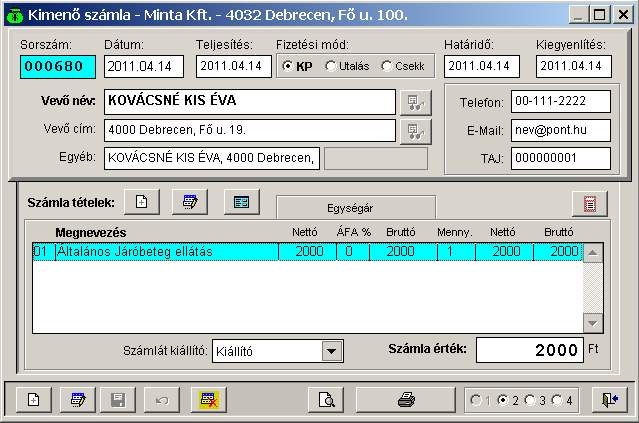 Kimenő számla - Minta Kft. - 4032 Debrecen, Fő u. 100.
Sorszám: Dátum: Teljesítés: Fizetési mód: Határidő: Kiegyenlítés:
000680 2011.04.14 2011.04.14 KP Utalás Csekk 2011.04.14 2011.04.14
Vevő név: KOVÁCSNÉ KIS ÉVA Telefon: 00-111-2222
Vevő cím: 4000 Debrecen, Fő u. 19. E-Mail: nev@pont.hu
Egyéb: KOVÁCSNÉ KIS ÉVA, 4000 Debrecen, TAJ: 000000001
Számla tételek: Egységár
Megnevezés Nettó ÁFA % Bruttó Menny. Nettó Bruttó
01 Általános Járóbeteg ellátás 2000 0 2000 1 2000 2000
Számlát kiállító: Kiállító Számla érték: 2000 Ft
1 2 3 4